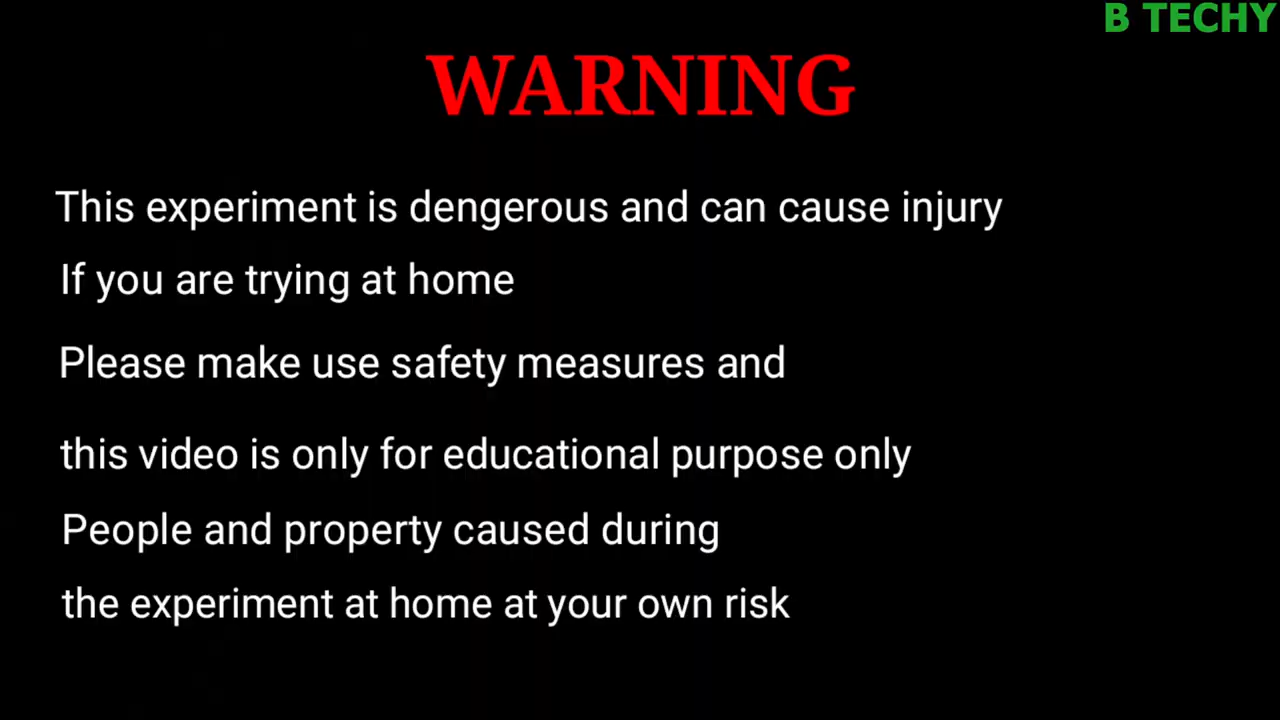 B TECHY
WARNING
This experiment is dengerous and can cause injury
If you are trying at home
Please make use safety measures and
this video is only for educational purpose only
People and property caused during
the experiment at home at your own risk